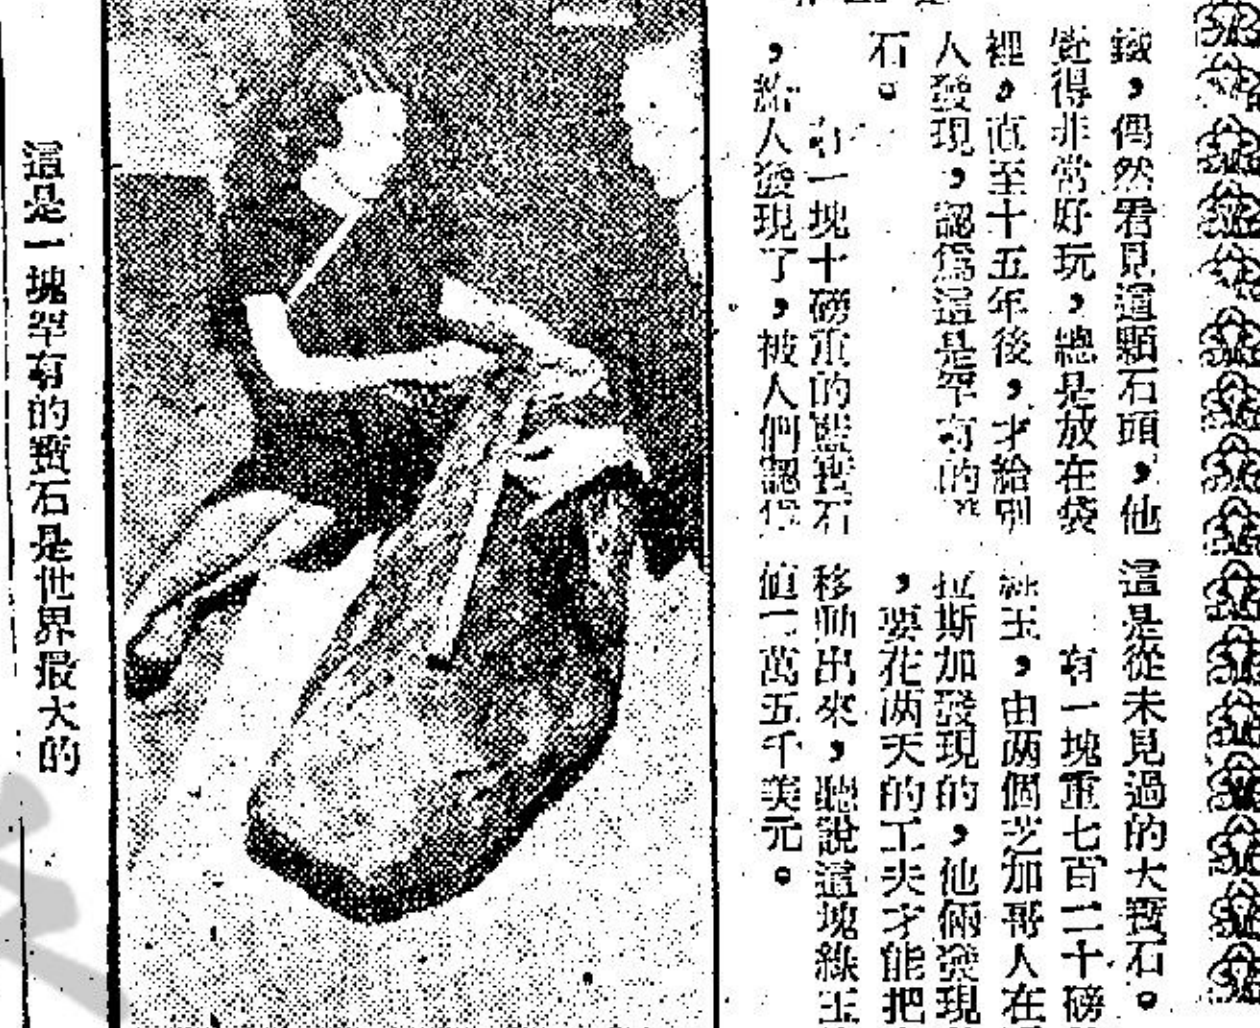 鐵，偶然看見這顆石頭，他
覺得非常好玩，總是放在袋
裡。直至十五年後，才給別
人發現，認爲這是罕有的
石。
有一塊十磅重的藍寶石
，給人發現了，被人們認
這是從未見過的大寶石。
有一塊重七百二十磅
綠玉，由两個芝加哥人在
拉斯加發現的，他倆發現
，要花两天的工夫才能把
移動出來，聽說這塊綠玉
值一萬五千美元。
這是一塊罕有的寶石是世界最大的